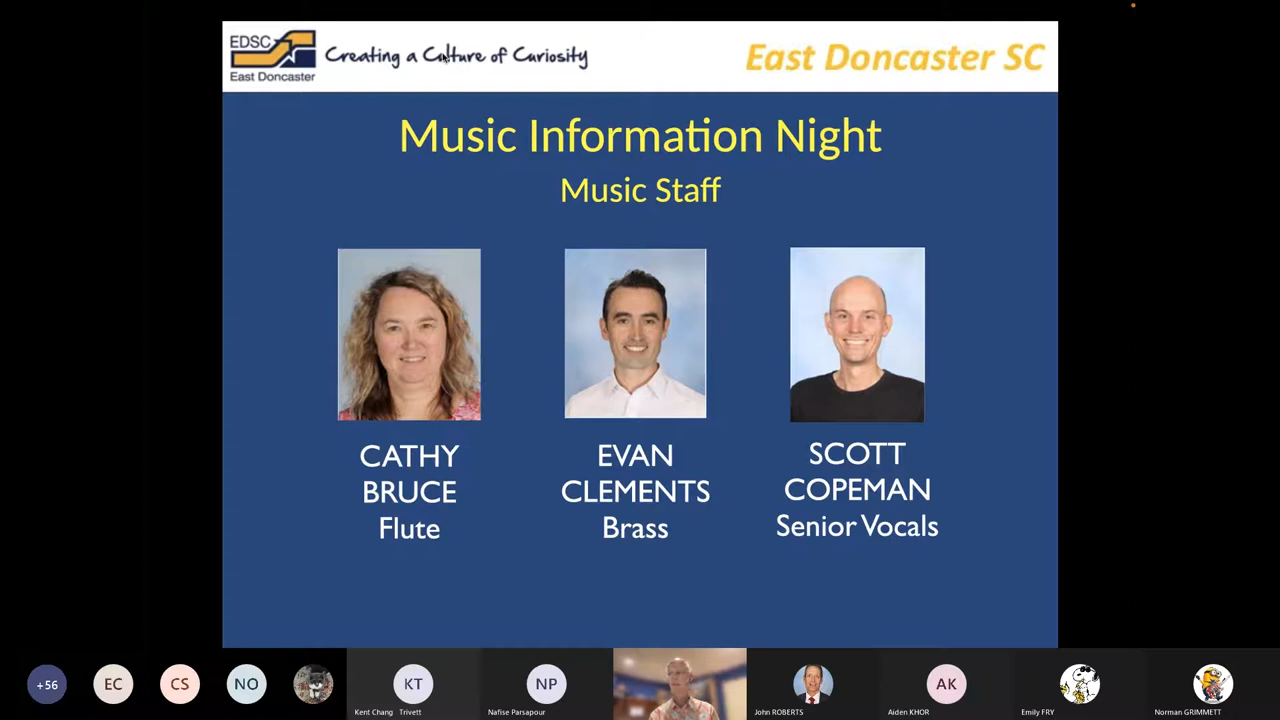 EDSC
East Doncaster
Creating a Culture of Curiosity
East Doncaster SC
Music Information Night
Music Staff
CATHY
BRUCE
Flute
EVAN
CLEMENTS
Brass
SCOTT
COPEMAN
Senior Vocals
+56
EC
CS
NO
KT
Kent Chang Trivett
NP
Nafise Parsapour
John ROBERTS
AK
Aiden KHOR
Emily FRY
Norman GRIMMETT